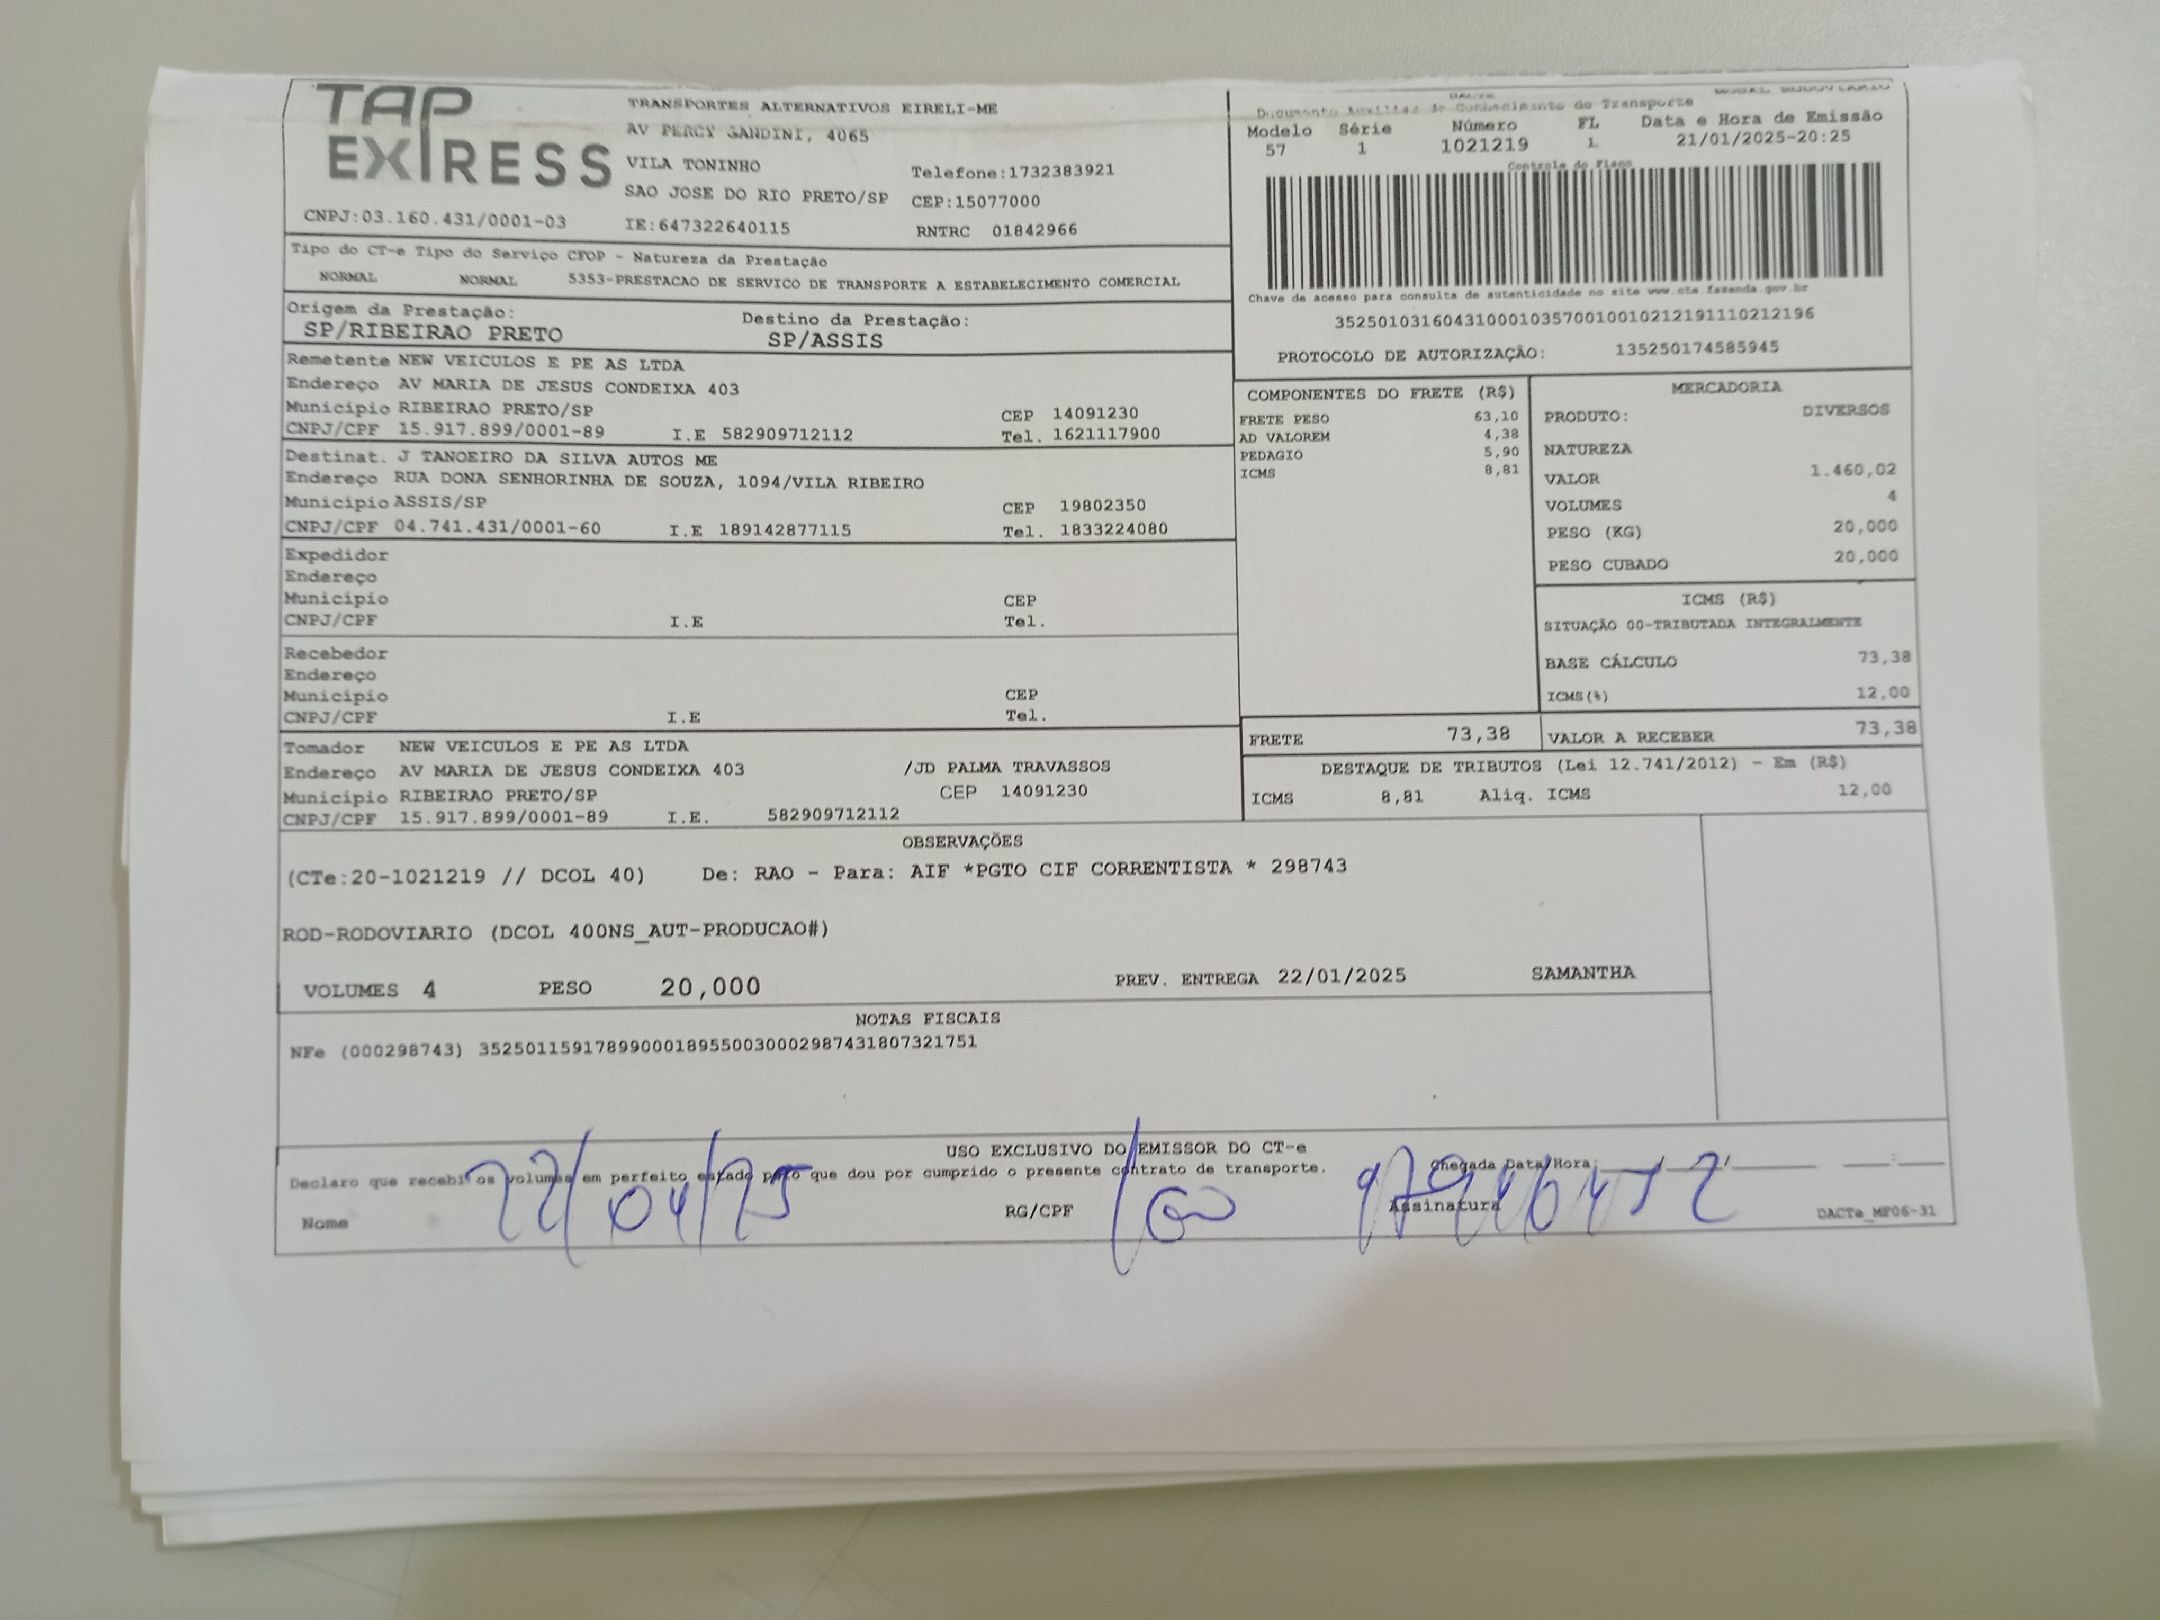 TAP EXPRESS
TRANSPORTES ALTERNATIVOS EIRELI-ME
AV PERCY GANDINI, 4065
VILA TONINHO
Telefone:1732383921
SAO JOSE DO RIO PRETO/SP CEP:15077000
CNPJ:03.160.431/0001-03 IE:647322640115 RNTRC 01842966
Documento Auxiliar de Conhecimento de Transporte
Modelo Série Número FL Data e Hora de Emissão
57 1 1021219 1. 21/01/2025-20:25
Controle do Fisco
Chave de acesso para consulta de autenticidade no site www.cte.fazenda.gov.br
35250103160431000103570010010212191110212196
PROTOCOLO DE AUTORIZAÇÃO: 135250174585945
Tipo do CT-e Tipo do Serviço CFOP - Natureza da Prestação
NORMAL NORMAL 5353-PRESTACAO DE SERVICO DE TRANSPORTE A ESTABELECIMENTO COMERCIAL
Origem da Prestação: Destino da Prestação:
SP/RIBEIRAO PRETO SP/ASSIS
Remetente NEW VEICULOS E PE AS LTDA
Endereço AV MARIA DE JESUS CONDEIXA 403
Municipio RIBEIRAO PRETO/SP CEP 14091230
CNPJ/CPF 15.917.899/0001-89 I.E 582909712112 Tel. 1621117900
Destinat. J TANOEIRO DA SILVA AUTOS ME
Endereço RUA DONA SENHORINHA DE SOUZA, 1094/VILA RIBEIRO
Municipio ASSIS/SP CEP 19802350
CNPJ/CPF 04.741.431/0001-60 I.E 189142877115 Tel. 1833224080
Expedidor
Endereço
Municipio CEP
CNPJ/CPF I.E Tel.
Recebedor
Endereço
Municipio CEP
CNPJ/CPF I.E Tel.
Tomador NEW VEICULOS E PE AS LTDA
Endereço AV MARIA DE JESUS CONDEIXA 403 /JD PALMA TRAVASSOS
Municipio RIBEIRAO PRETO/SP CEP 14091230
CNPJ/CPF 15.917.899/0001-89 I.E. 582909712112
COMPONENTES DO FRETE (R$)
FRETE PESO 63,10
AD VALOREM 4,38
PEDAGIO 5,90
ICMS 8,81
MERCADORIA
PRODUTO: DIVERSOS
NATUREZA
VALOR 1.460,02
VOLUMES 4
PESO (KG) 20,000
PESO CUBADO 20,000
ICMS (R$)
SITUAÇÃO 00-TRIBUTADA INTEGRALMENTE
BASE CÁLCULO 73,38
ICMS(%) 12,00
FRETE 73,38 VALOR A RECEBER 73,38
DESTAQUE DE TRIBUTOS (Lei 12.741/2012) - Em (R$)
ICMS 8,81 Aliq. ICMS 12,00
OBSERVAÇÕES
(CTe:20-1021219 // DCOL 40) De: RAO - Para: AIF *PGTO CIF CORRENTISTA * 298743
ROD-RODOVIARIO (DCOL 400NS_AUT-PRODUCAO#)
VOLUMES 4 PESO 20,000 PREV. ENTREGA 22/01/2025 SAMANTHA
NOTAS FISCAIS
NFe (000298743) 35250115917899000189550030002987431807321751
USO EXCLUSIVO DO EMISSOR DO CT-e
Declaro que recebi os volumes em perfeito estado pelo que dou por cumprido o presente contrato de transporte. Chegada Data/Hora:
Nome RG/CPF Assinatura DACTe_MF06-31